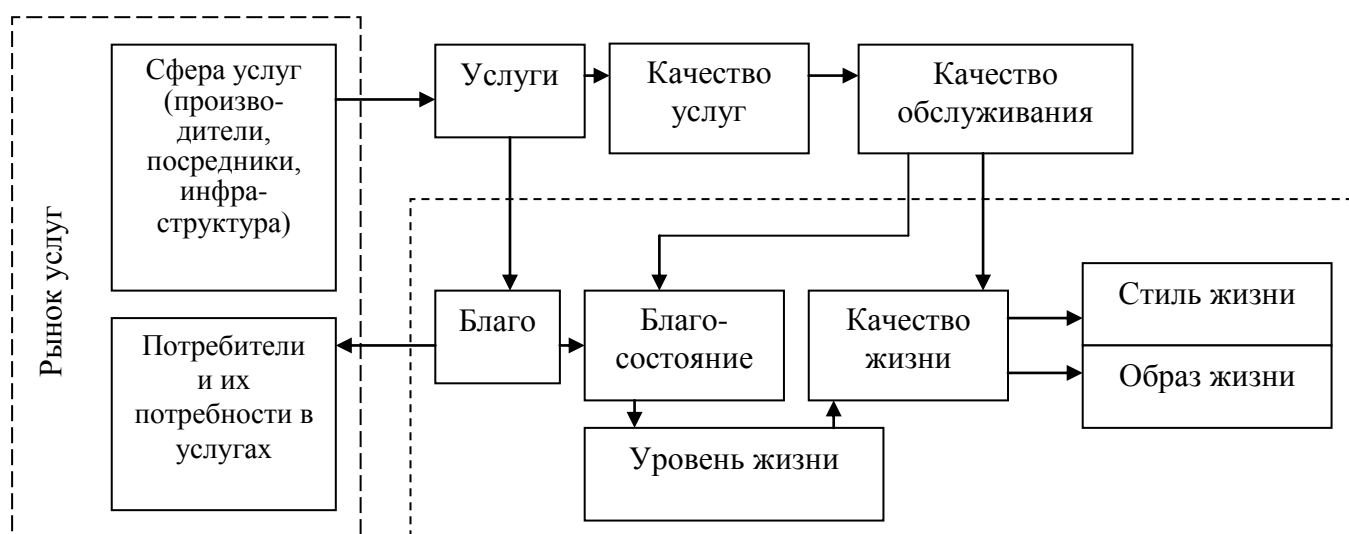 Рынок услуг
Сфера услуг
(произво-
дители,
посредники,
инфра-
структура)
Услуги
Качество
услуг
Качество
обслуживания
Потребители
и их
потребности в
услугах
Благо
Благо-
состояние
Уровень жизни
Качество
жизни
Стиль жизни
Образ жизни